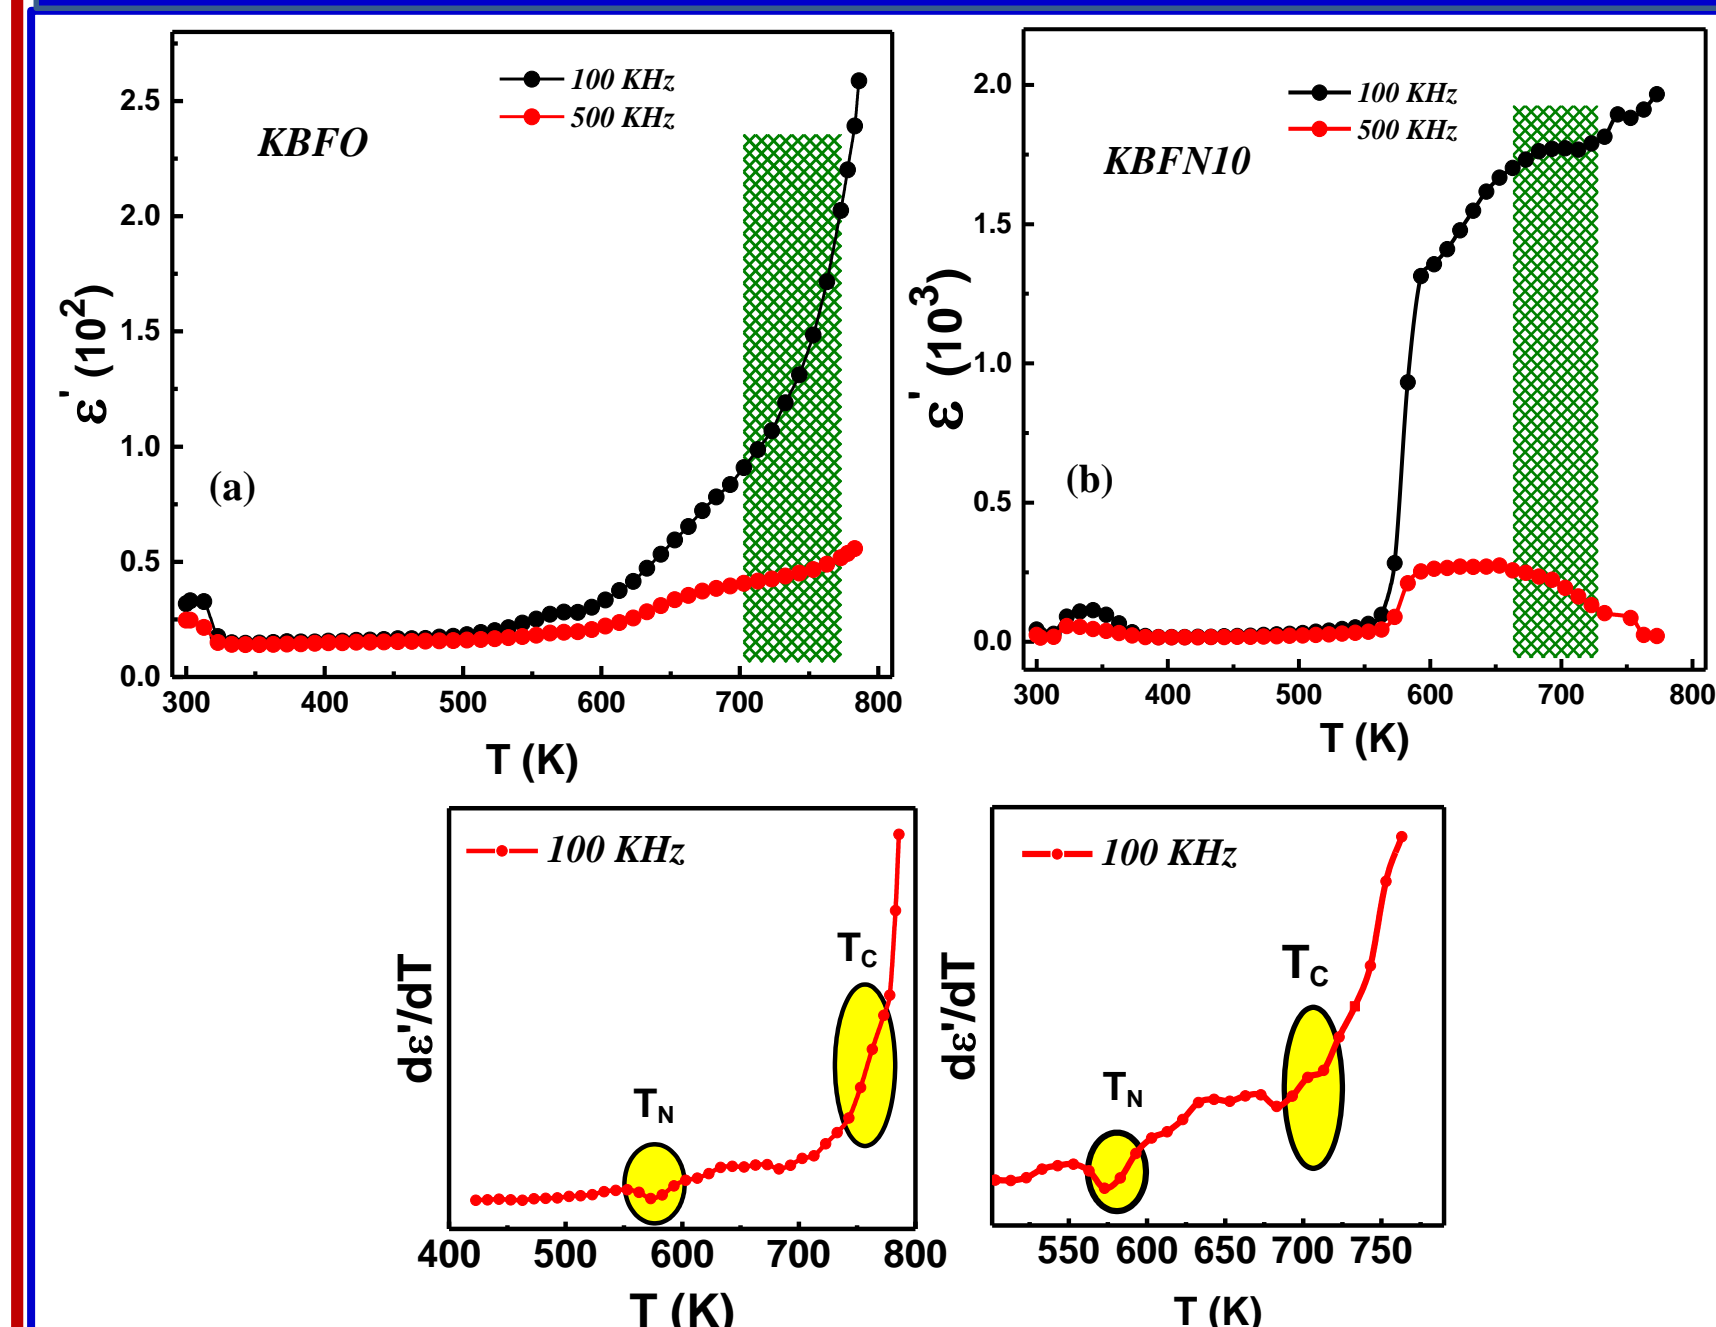 100 KHz
500 KHz
KBFO
2.5
2.0
1.5
1.0
0.5
0.0
ε' (10²)
(a)
300 400 500 600 700 800
T (K)
100 KHz
500 KHz
KBFN10
2.0
1.5
1.0
0.5
0.0
ε' (10³)
(b)
300 400 500 600 700 800
T (K)
100 KHz
T_C
T_N
dε'/dT
400 500 600 700 800
T (K)
100 KHz
T_C
T_N
dε'/dT
550 600 650 700 750
T (K)